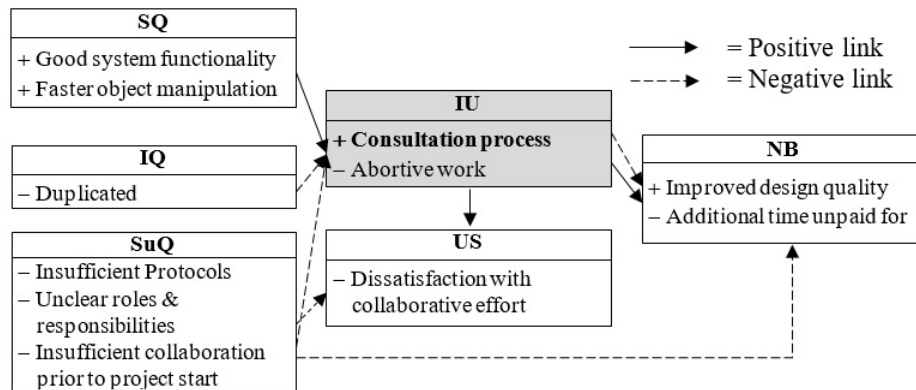 SQ
+ Good system functionality
+ Faster object manipulation
IQ
– Duplicated
SuQ
– Insufficient Protocols
– Unclear roles &
responsibilities
– Insufficient collaboration
prior to project start
IU
+ Consultation process
– Abortive work
US
– Dissatisfaction with
collaborative effort
= Positive link
= Negative link
NB
+ Improved design quality
– Additional time unpaid for